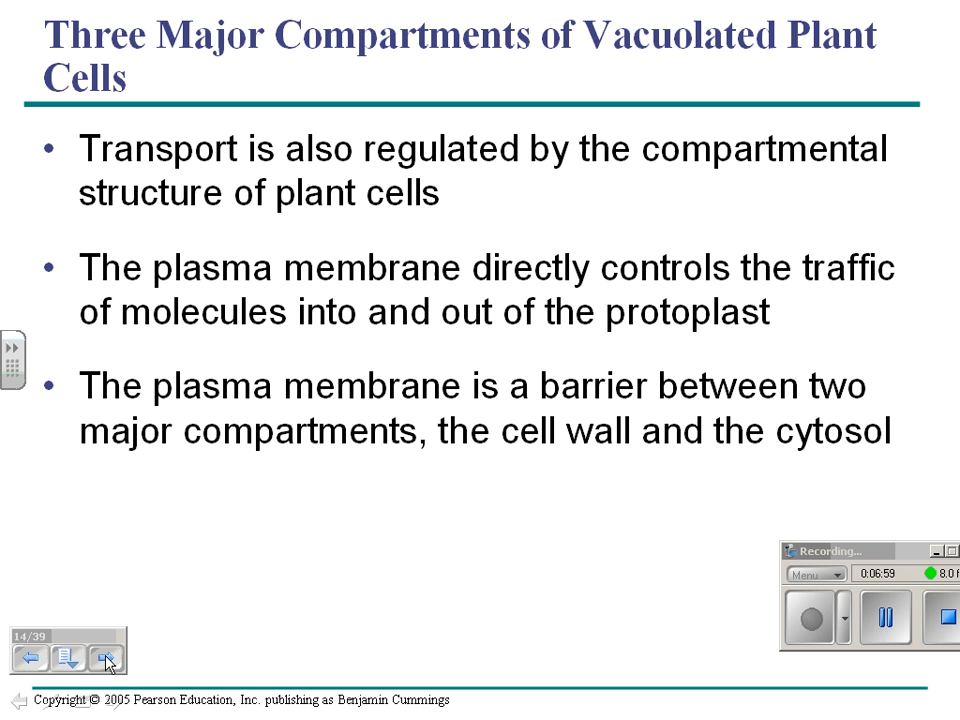 Three Major Compartments of Vacuolated Plant
Cells
• Transport is also regulated by the compartmental
structure of plant cells
• The plasma membrane directly controls the traffic
of molecules into and out of the protoplast
• The plasma membrane is a barrier between two
major compartments, the cell wall and the cytosol
Recording...
Menu 0:06:59 8.0 f
14/39
Copyright © 2005 Pearson Education, Inc. publishing as Benjamin Cummings